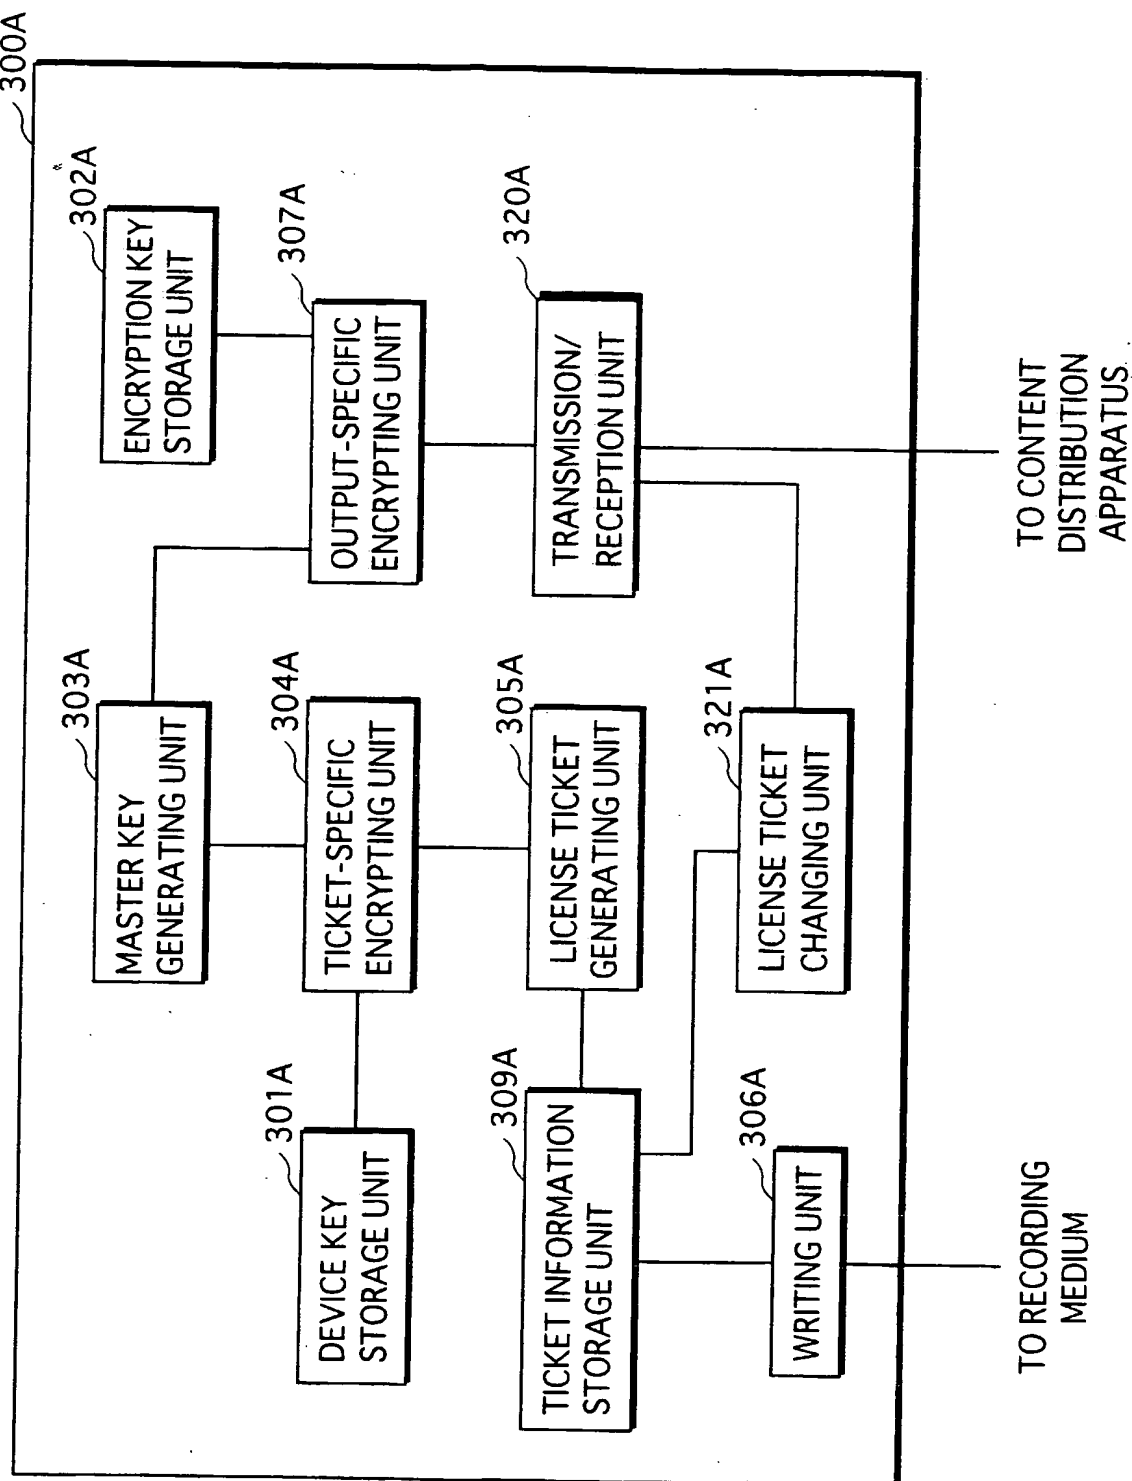 300A
302A
ENCRYPTION KEY
STORAGE UNIT
303A
MASTER KEY
GENERATING UNIT
307A
OUTPUT-SPECIFIC
ENCRYPTING UNIT
304A
TICKET-SPECIFIC
ENCRYPTING UNIT
301A
DEVICE KEY
STORAGE UNIT
320A
TRANSMISSION/
RECEPTION UNIT
305A
LICENSE TICKET
GENERATING UNIT
309A
TICKET INFORMATION
STORAGE UNIT
321A
LICENSE TICKET
CHANGING UNIT
306A
WRITING UNIT
TO RECORDING
MEDIUM
TO CONTENT
DISTRIBUTION
APPARATUS